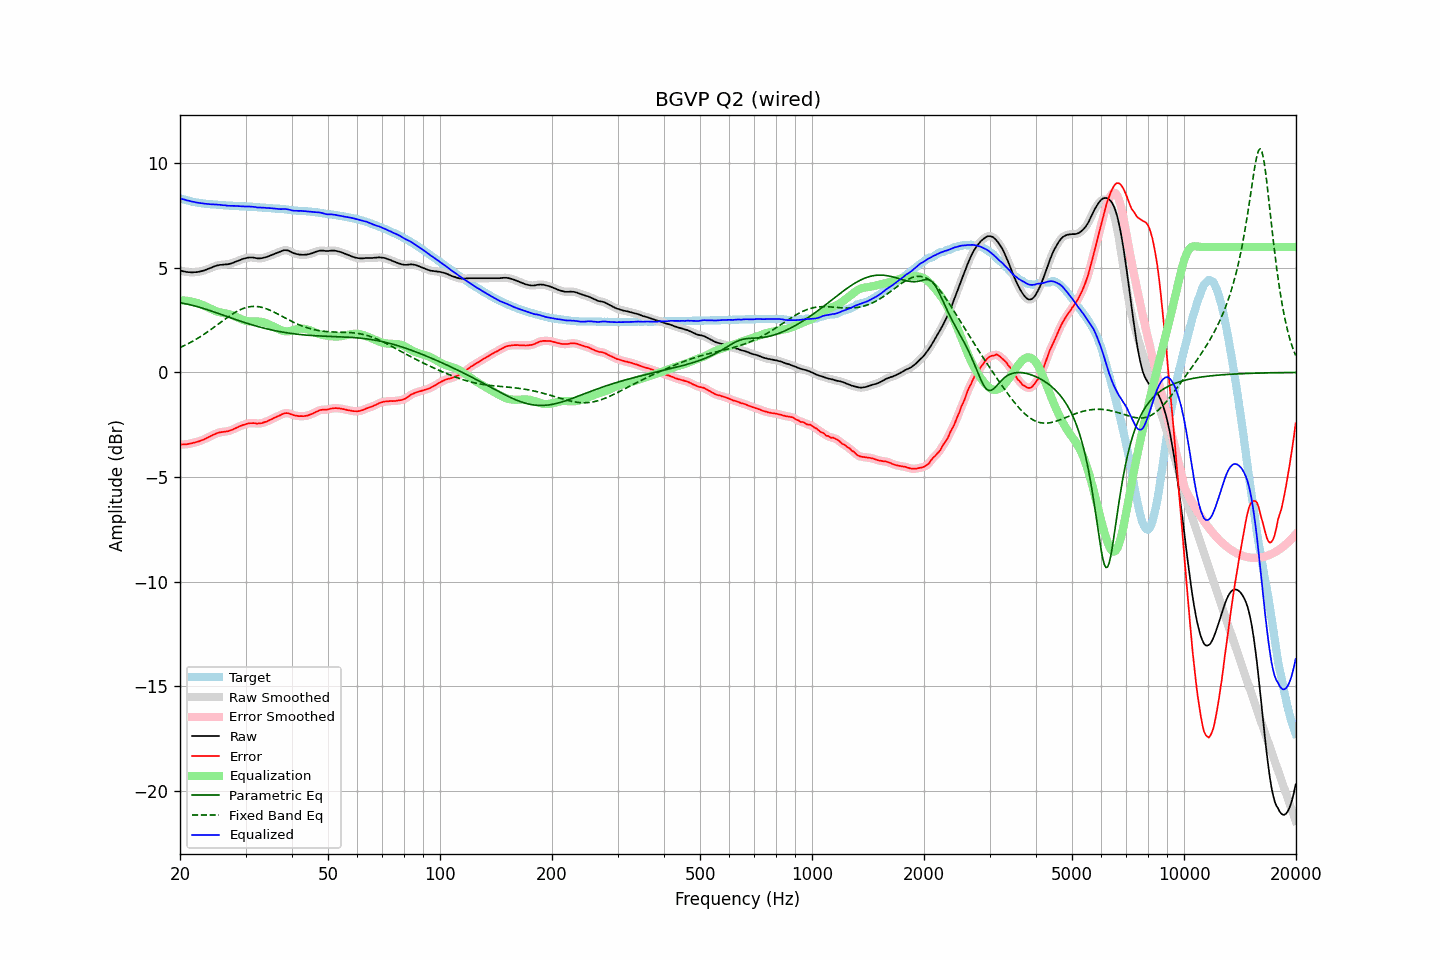 BGVP Q2 (wired)
Amplitude (dBr)
10
5
0
−5
−10
−15
−20
Target
Raw Smoothed
Error Smoothed
Raw
Error
Equalization
Parametric Eq
Fixed Band Eq
Equalized
20 50 100 200 500 1000 2000 5000 10000 20000
Frequency (Hz)